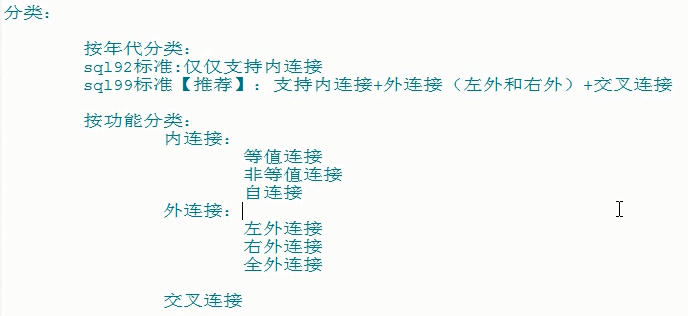 分类：
按年代分类：
sql92标准:仅仅支持内连接
sql99标准【推荐】：支持内连接+外连接（左外和右外）+交叉连接
按功能分类：
内连接：
等值连接
非等值连接
自连接
外连接：
左外连接
右外连接
全外连接
交叉连接